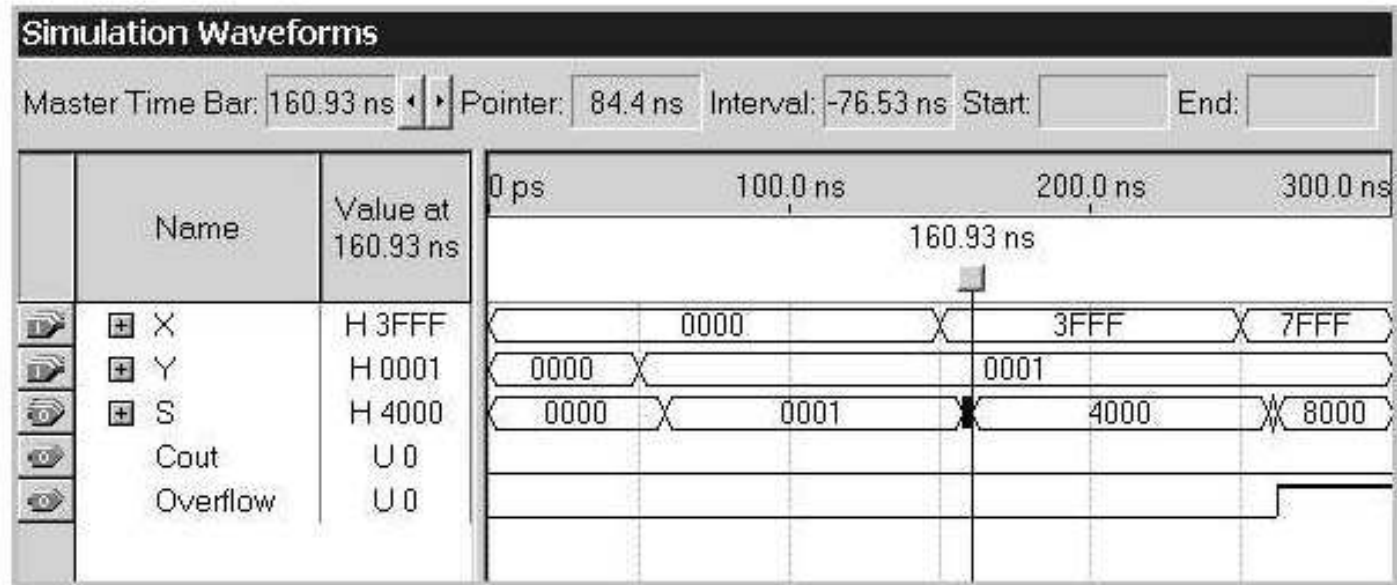 Simulation Waveforms
Master Time Bar: 160.93 ns Pointer: 84.4 ns Interval: -76.53 ns Start: End:
Name Value at 160.93 ns 0 ps 100.0 ns 200.0 ns 300.0 ns
160.93 ns
X H 3FFF 0000 3FFF 7FFF
Y H 0001 0000 0001
S H 4000 0000 0001 4000 8000
Cout U 0
Overflow U 0